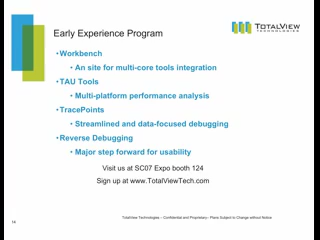 TOTALVIEW
TECHNOLOGIES
Early Experience Program
•Workbench
• An site for multi-core tools integration
•TAU Tools
• Multi-platform performance analysis
•TracePoints
• Streamlined and data-focused debugging
•Reverse Debugging
• Major step forward for usability
Visit us at SC07 Expo booth 124
Sign up at www.TotalViewTech.com
TotalView Technologies – Confidential and Proprietary - Plans Subject to Change without Notice